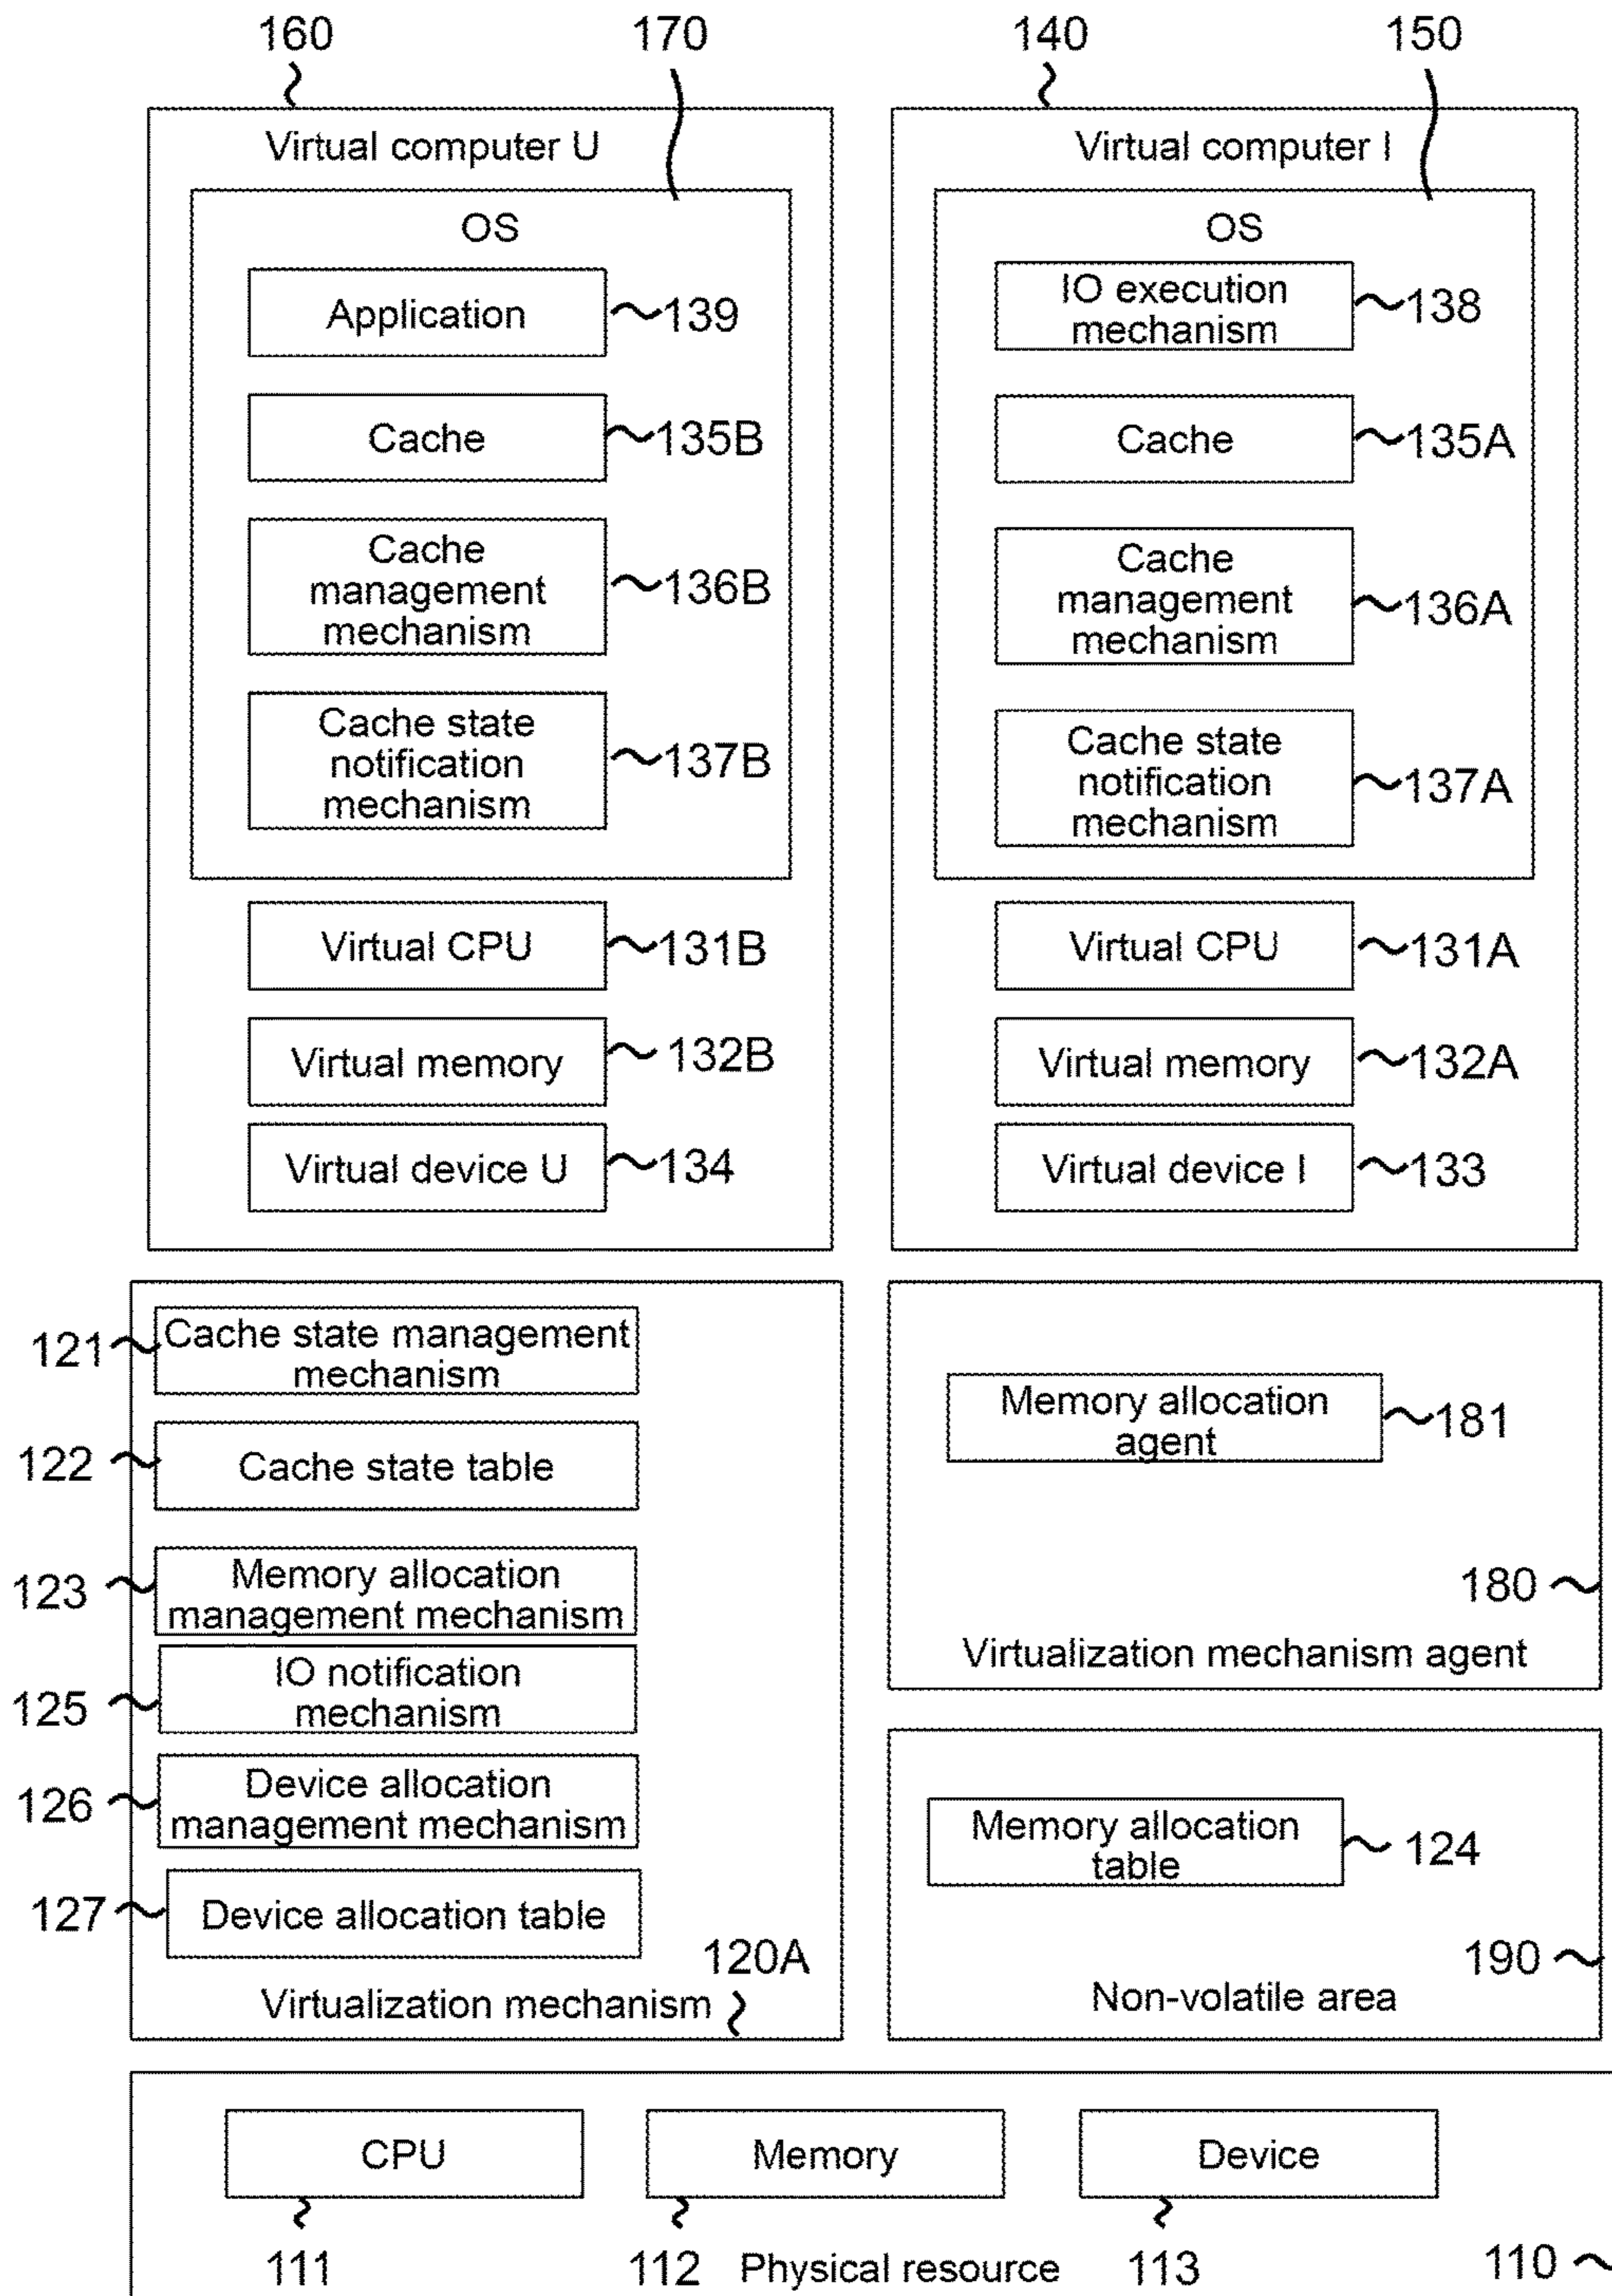 160
170
140
150
Virtual computer U
OS
Application
139
Cache
135B
Cache
management
mechanism
136B
Cache state
notification
mechanism
137B
Virtual CPU
131B
Virtual memory
132B
Virtual device U
134
Virtual computer I
OS
IO execution
mechanism
138
Cache
135A
Cache
management
mechanism
136A
Cache state
notification
mechanism
137A
Virtual CPU
131A
Virtual memory
132A
Virtual device I
133
121
Cache state management
mechanism
122
Cache state table
123
Memory allocation
management mechanism
125
IO notification
mechanism
126
Device allocation
management mechanism
127
Device allocation table
120A
Virtualization mechanism
Memory allocation
agent
181
180
Virtualization mechanism agent
Memory allocation
table
124
190
Non-volatile area
CPU
Memory
Device
111
112
Physical resource
113
110